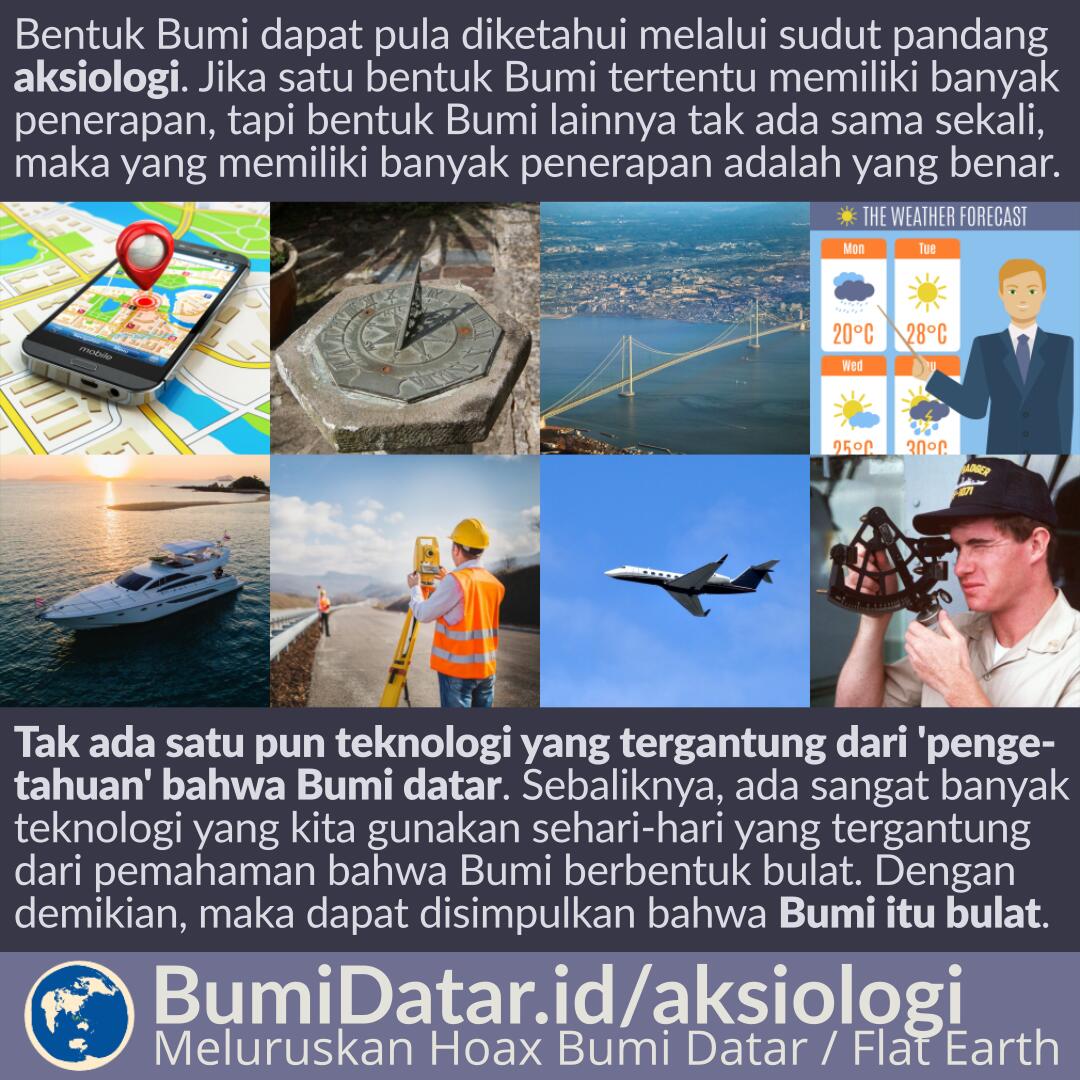 Bentuk Bumi dapat pula diketahui melalui sudut pandang
aksiologi. Jika satu bentuk Bumi tertentu memiliki banyak
penerapan, tapi bentuk Bumi lainnya tak ada sama sekali,
maka yang memiliki banyak penerapan adalah yang benar.
mobile
THE WEATHER FORECAST
Mon
Tue
20°C
28°C
Wed
25°C
30°C
Tak ada satu pun teknologi yang tergantung dari 'penge-
tahuan' bahwa Bumi datar. Sebaliknya, ada sangat banyak
teknologi yang kita gunakan sehari-hari yang tergantung
dari pemahaman bahwa Bumi berbentuk bulat. Dengan
demikian, maka dapat disimpulkan bahwa Bumi itu bulat.
BumiDatar.id/aksiologi
Meluruskan Hoax Bumi Datar / Flat Earth